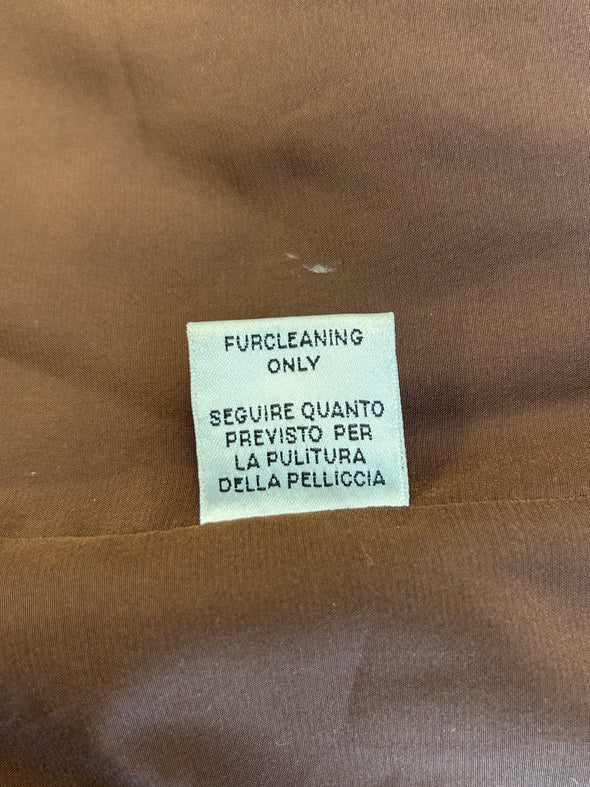 FURCLEANING
ONLY
SEGUIRE QUANTO
PREVISTO PER
LA PULITURA
DELLA PELLICCIA